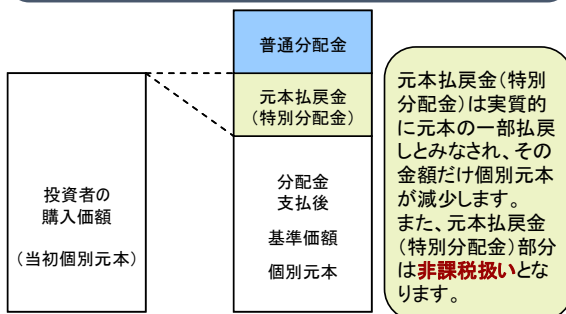 普通分配金
元本払戻金
(特別分配金)
投資者の
購入価額
(当初個別元本)
分配金
支払後
基準価額
個別元本
元本払戻金(特別
分配金)は実質的
に元本の一部払戻
しとみなされ、その
金額だけ個別元本
が減少します。
また、元本払戻金
(特別分配金)部分
は非課税扱いとな
ります。